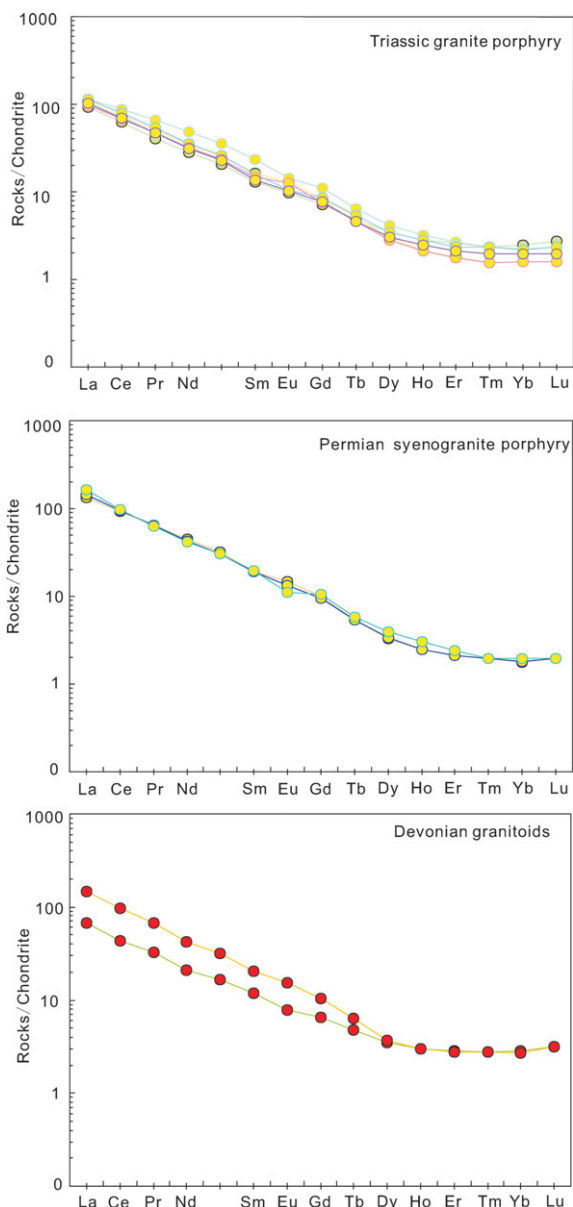 1000
Triassic granite porphyry
100
10
1
0
Rocks/Chondrite
La Ce Pr Nd Sm Eu Gd Tb Dy Ho Er Tm Yb Lu
1000
Permian syenogranite porphyry
100
10
1
0
Rocks/Chondrite
La Ce Pr Nd Sm Eu Gd Tb Dy Ho Er Tm Yb Lu
1000
Devonian granitoids
100
10
1
0
Rocks/Chondrite
La Ce Pr Nd Sm Eu Gd Tb Dy Ho Er Tm Yb Lu